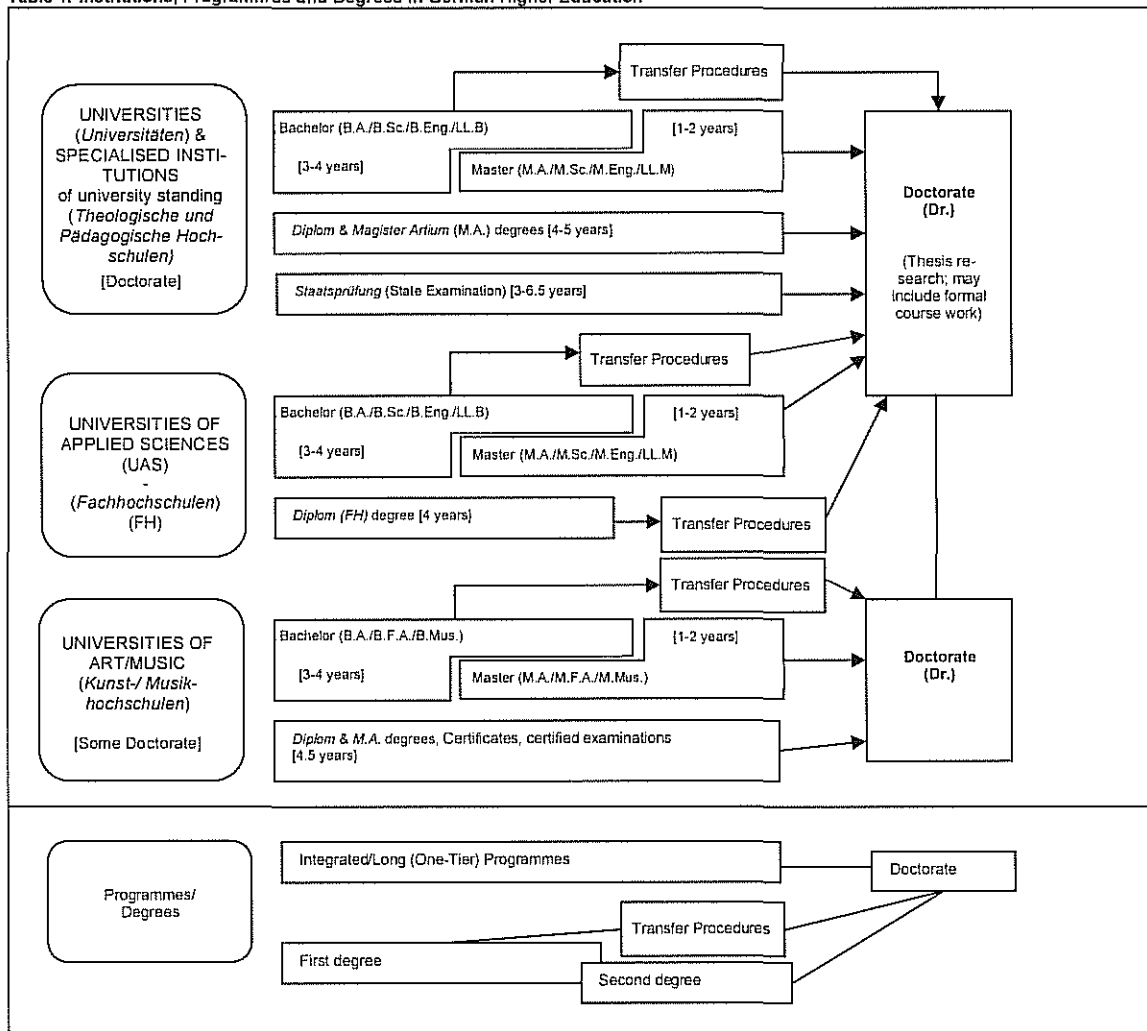 Table 1: Institutions, Programmes and Degrees in German Higher Education
Transfer Procedures
UNIVERSITIES
(Universitäten) &
SPECIALISED INSTI-
TUTIONS
of university standing
(Theologische und
Pädagogische Hoch-
schulen)
[Doctorate]
Bachelor (B.A./B.Sc./B.Eng./LL.B)
[3-4 years]
[1-2 years]
Master (M.A./M.Sc./M.Eng./LL.M)
Diplom & Magister Artium (M.A.) degrees [4-5 years]
Staatsprüfung (State Examination) [3-6.5 years]
Doctorate
(Dr.)
(Thesis re-
search; may
include formal
course work)
Transfer Procedures
UNIVERSITIES OF
APPLIED SCIENCES
(UAS)
-
(Fachhochschulen)
(FH)
Bachelor (B.A./B.Sc./B.Eng./LL.B)
[3-4 years]
[1-2 years]
Master (M.A./M.Sc./M.Eng./LL.M)
Diplom (FH) degree [4 years]
Transfer Procedures
Transfer Procedures
UNIVERSITIES OF
ART/MUSIC
(Kunst-/ Musik-
hochschulen)
[Some Doctorate]
Bachelor (B.A./B.F.A./B.Mus.)
[3-4 years]
[1-2 years]
Master (M.A./M.F.A./M.Mus.)
Diplom & M.A. degrees, Certificates, certified examinations
[4.5 years]
Doctorate
(Dr.)
Programmes/
Degrees
Integrated/Long (One-Tier) Programmes
Doctorate
Transfer Procedures
First degree
Second degree